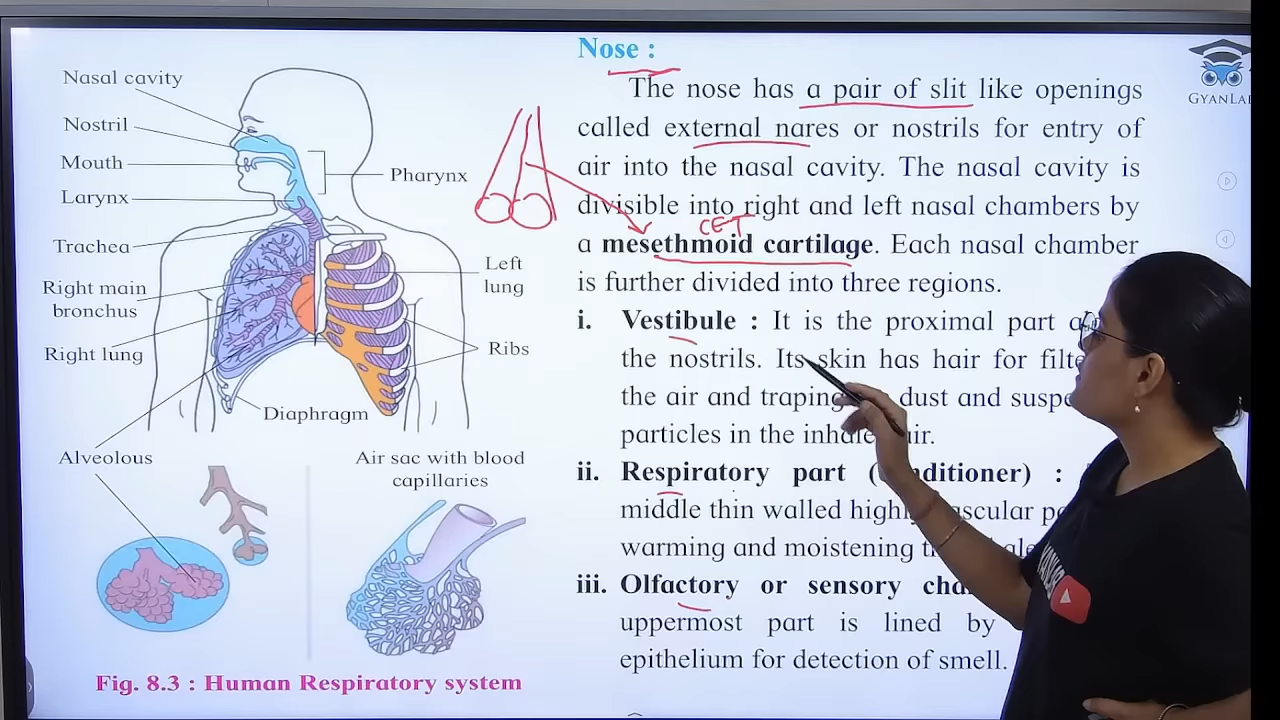 Nasal cavity
Nostril
Mouth
Larynx
Pharynx
Trachea
Right main
bronchus
Right lung
Left
lung
Ribs
Diaphragm
Alveolous
Air sac with blood
capillaries
Fig. 8.3 : Human Respiratory system
Nose :
The nose has a pair of slit like openings
called external nares or nostrils for entry of
air into the nasal cavity. The nasal cavity is
divisible into right and left nasal chambers by
CET
a mesethmoid cartilage. Each nasal chamber
is further divided into three regions.
i. Vestibule : It is the proximal part
the nostrils. Its skin has hair for
the air and traping dust and
particles in the
ii. Respiratory part :
middle thin walled
warming and moistening
iii. Olfactory or sensory
uppermost part is lined by
epithelium for detection of smell.